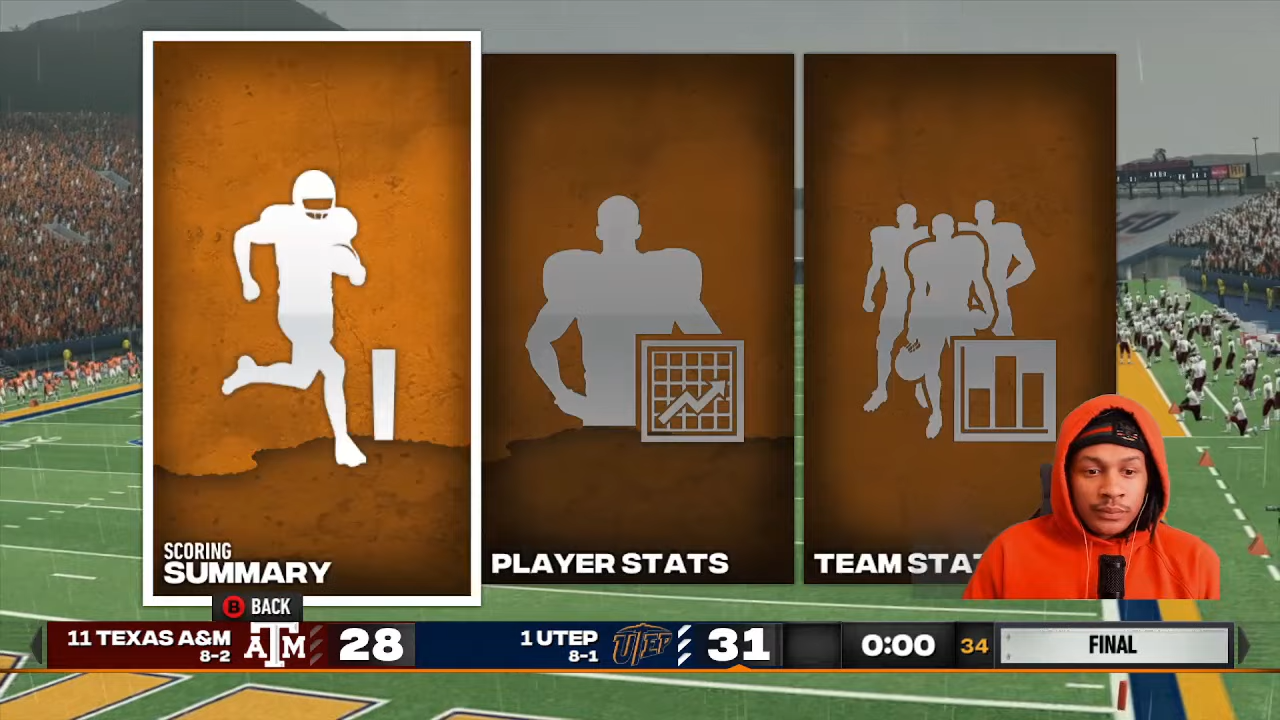 SCORING
SUMMARY
PLAYER STATS
TEAM STAT
B BACK
11 TEXAS A&M
8-2
ATM
28
1 UTEP
8-1
UTEP
31
0:00
34
FINAL